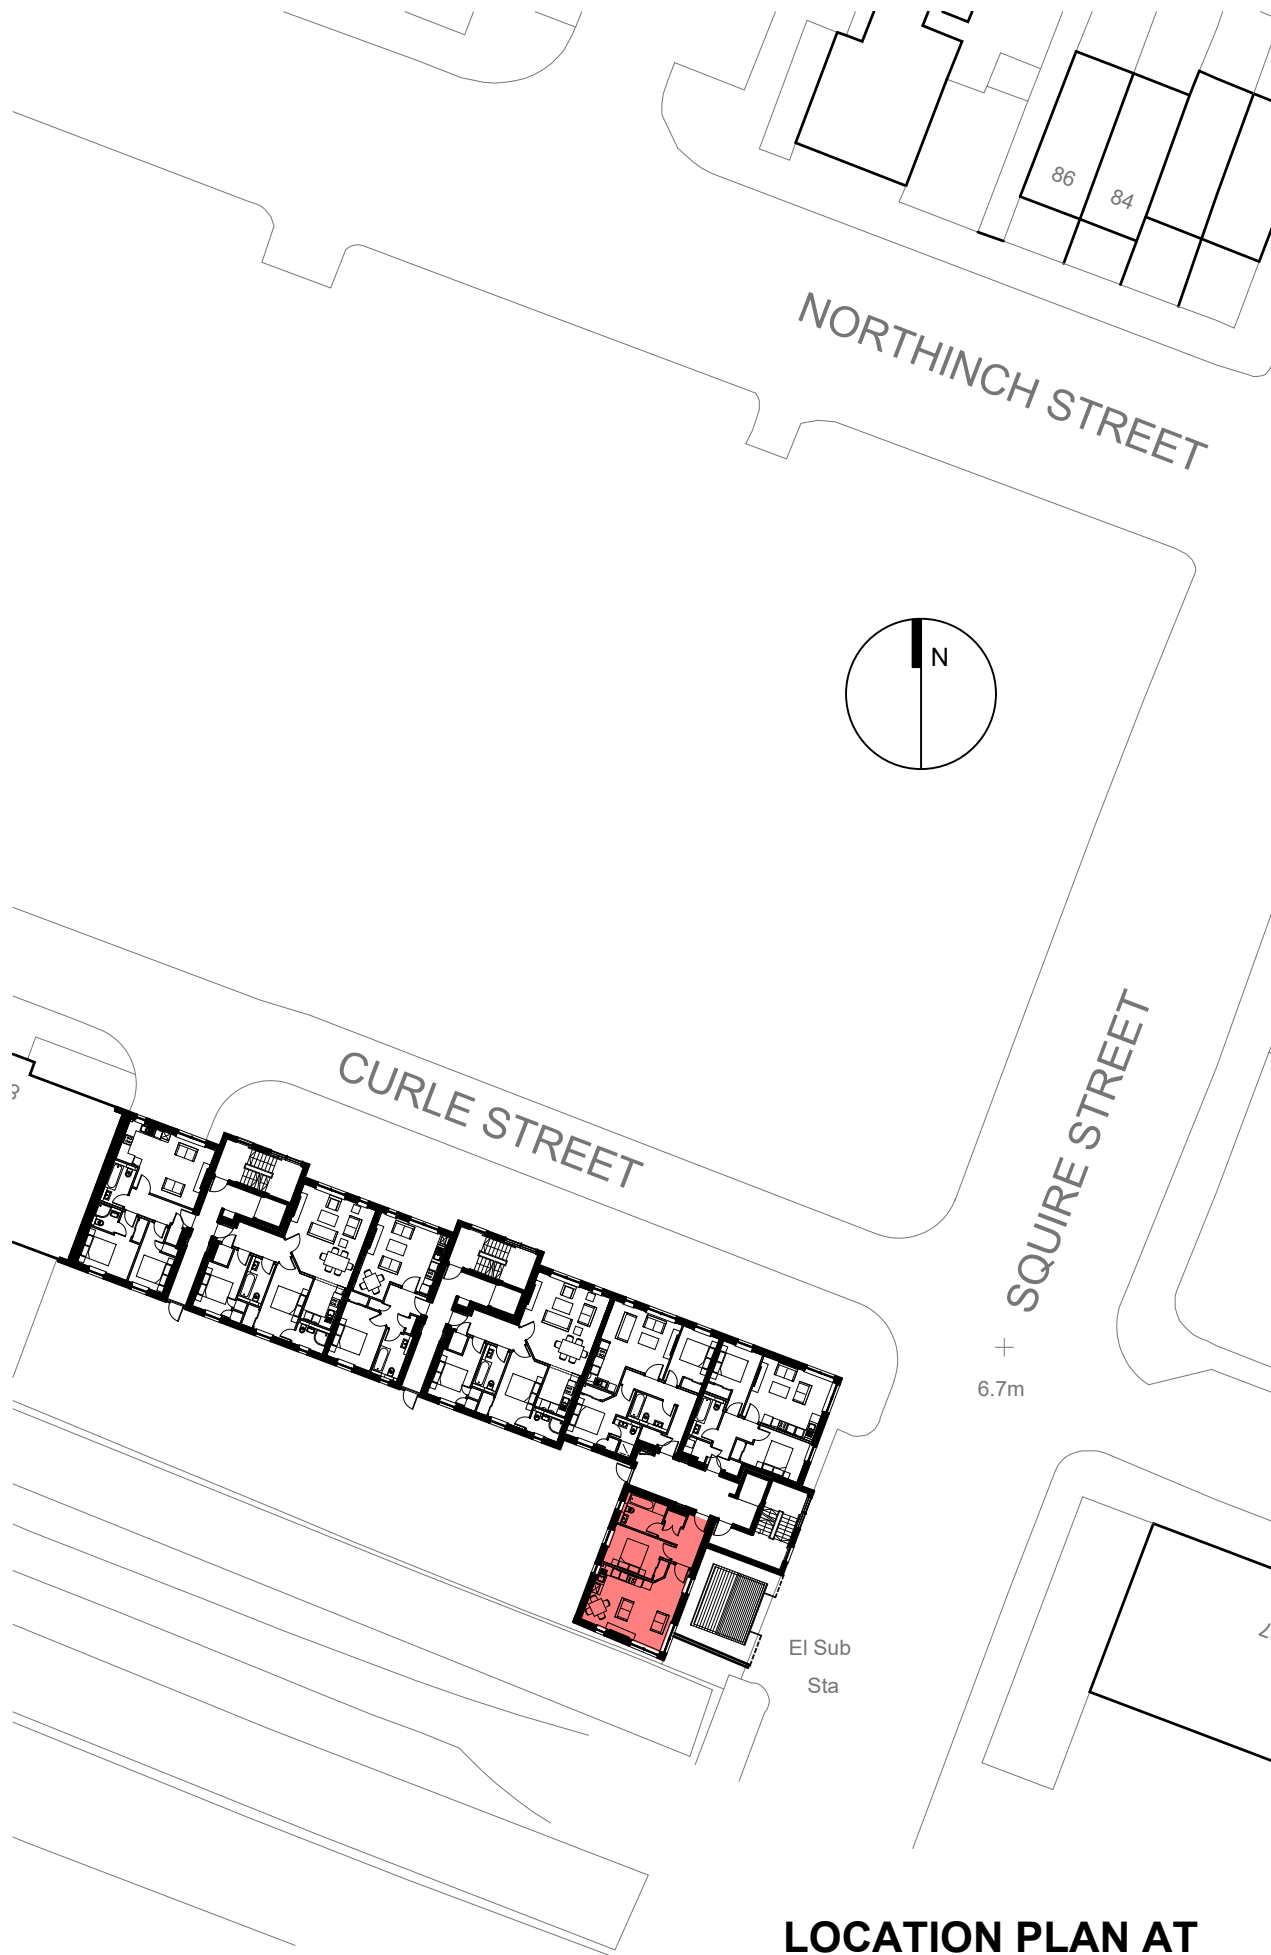 86
84
NORTHINCH STREET
N
CURLE STREET
SQUIRE STREET
6.7m
El Sub
Sta
LOCATION PLAN AT